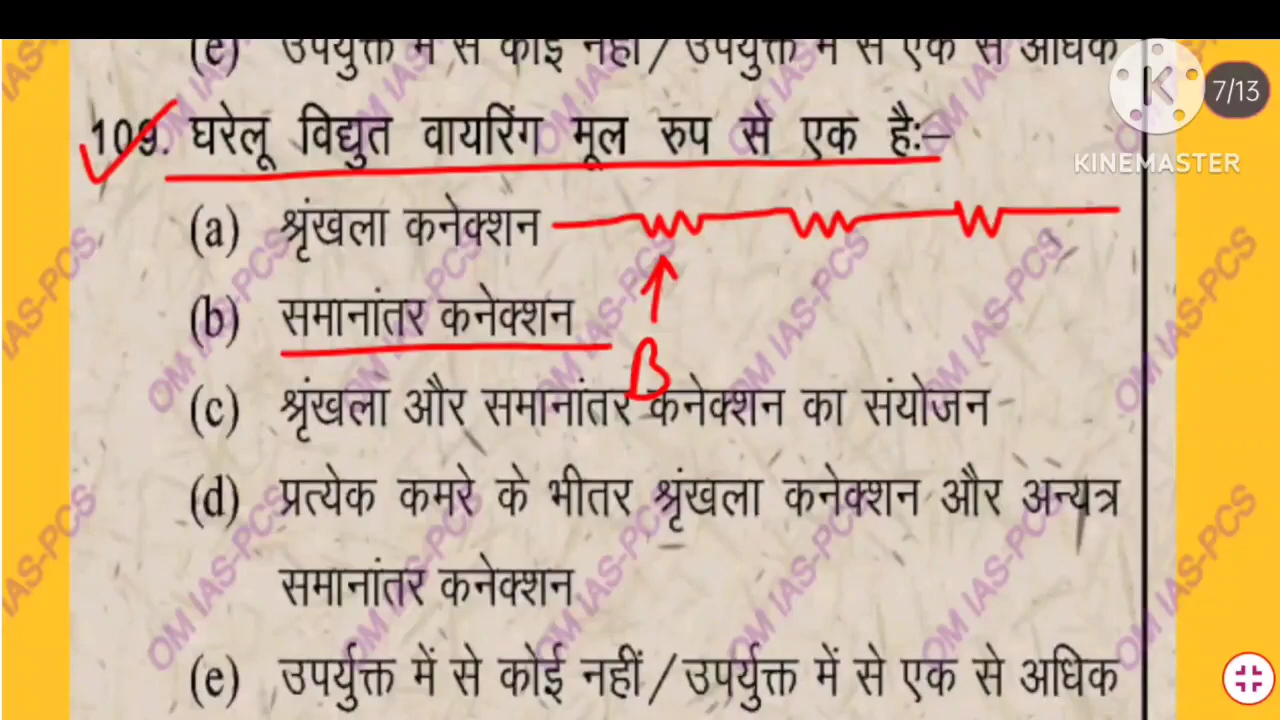 (e) उपर्युक्त में से कोई नहीं/उपर्युक्त में से एक से अधिक
7/13
KINEMASTER
109. घरेलू विद्युत वायरिंग मूल रुप से एक है:–
(a) श्रृंखला कनेक्शन
(b) समानांतर कनेक्शन
B
(c) श्रृंखला और समानांतर कनेक्शन का संयोजन
(d) प्रत्येक कमरे के भीतर श्रृंखला कनेक्शन और अन्यत्र
समानांतर कनेक्शन
(e) उपर्युक्त में से कोई नहीं/उपर्युक्त में से एक से अधिक
OM IAS-PCS